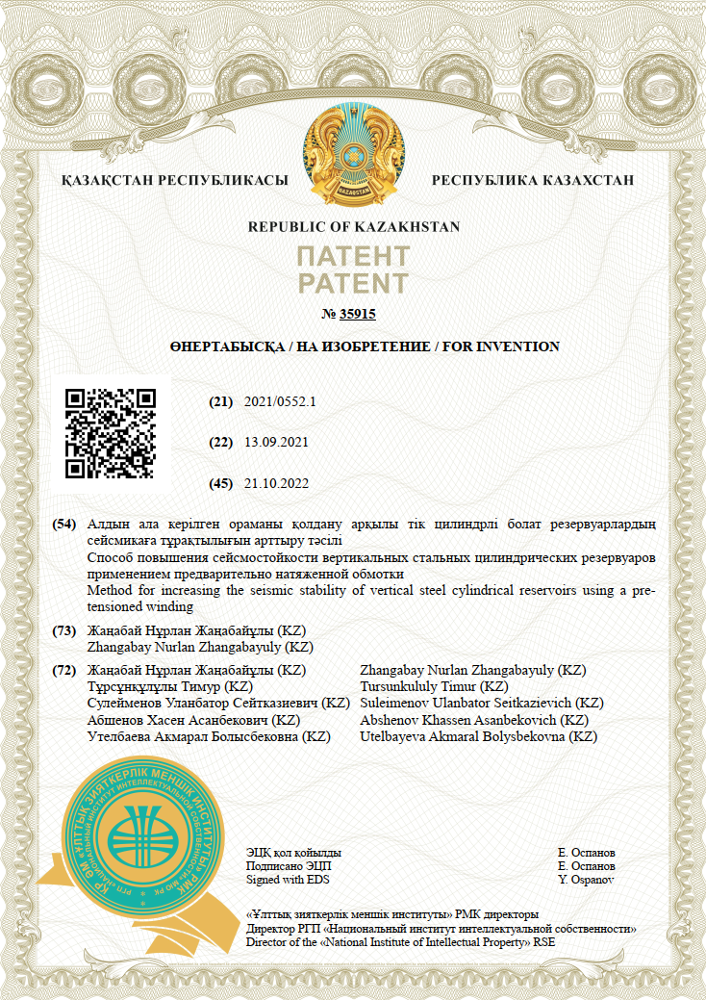 ҚАЗАҚСТАН РЕСПУБЛИКАСЫ
РЕСПУБЛИКА КАЗАХСТАН
QAZAQSTAN
REPUBLIC OF KAZAKHSTAN
ПАТЕНТ
PATENT
№ 35915
ӨНЕРТАБЫСҚА / НА ИЗОБРЕТЕНИЕ / FOR INVENTION
(21) 2021/0552.1
(22) 13.09.2021
(45) 21.10.2022
(54) Алдын ала керілген ораманы қолдану арқылы тік цилиндрлі болат резервуарлардың
сейсмикаға тұрақтылығын арттыру тәсілі
Способ повышения сейсмостойкости вертикальных стальных цилиндрических резервуаров
применением предварительно натяженной обмотки
Method for increasing the seismic stability of vertical steel cylindrical reservoirs using a pre-
tensioned winding
(73) Жаңабай Нұрлан Жаңабайұлы (KZ)
Zhangabay Nurlan Zhangabayuly (KZ)
(72) Жаңабай Нұрлан Жаңабайұлы (KZ) Zhangabay Nurlan Zhangabayuly (KZ)
Тұрсұнқұлұлы Тимур (KZ) Tursunkululy Timur (KZ)
Сулейменов Уланбатор Сейтказиевич (KZ) Suleimenov Ulanbator Seitkazievich (KZ)
Абшенов Хасен Асанбекович (KZ) Abshenov Khassen Asanbekovich (KZ)
Утелбаева Акмарал Болысбековна (KZ) Utelbayeva Akmaral Bolysbekovna (KZ)
ҚР ӘМ «ҰЛТТЫҚ ЗИЯТКЕРЛІК МЕНШІК ИНСТИТУТЫ» РМК
РГП «НАЦИОНАЛЬНЫЙ ИНСТИТУТ ИНТЕЛЛЕКТУАЛЬНОЙ СОБСТВЕННОСТИ» МЮ РК
ЭЦҚ қол қойылды Е. Оспанов
Подписано ЭЦП Е. Оспанов
Signed with EDS Y. Ospanov
«Ұлттық зияткерлік меншік институты» РМК директоры
Директор РГП «Национальный институт интеллектуальной собственности»
Director of the «National Institute of Intellectual Property» RSE